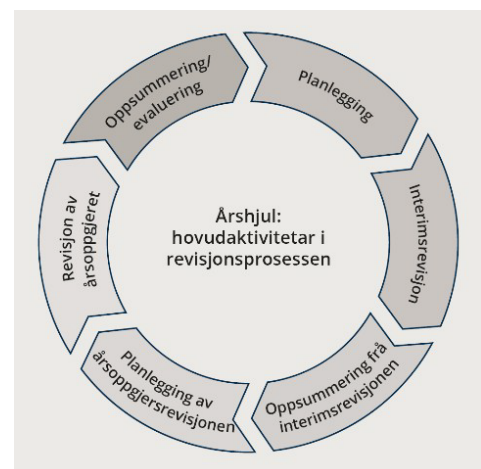 Årshjul:
hovudaktivitetar i
revisjonsprosessen
Planlegging
Interimsrevisjon
Oppsummering frå
interimsrevisjonen
Planlegging av
årsoppgjersrevisjonen
Revisjon av
årsoppgjeret
Oppsummering/
evaluering